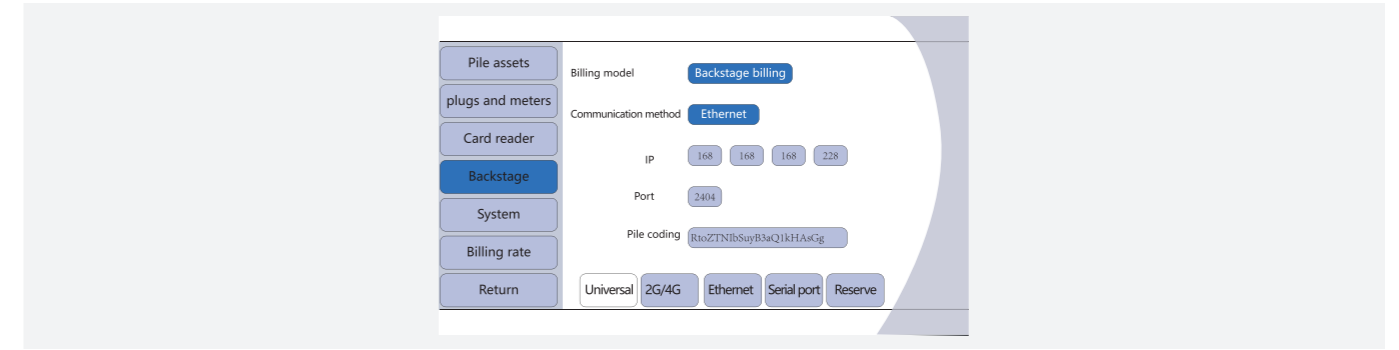 Pile assets
plugs and meters
Card reader
Backstage
System
Billing rate
Return
Billing model Backstage billing
Communication method Ethernet
IP 168 168 168 228
Port 2404
Pile coding RtoZTNIbSuyB3aQ1kHAsGg
Universal 2G/4G Ethernet Serial port Reserve